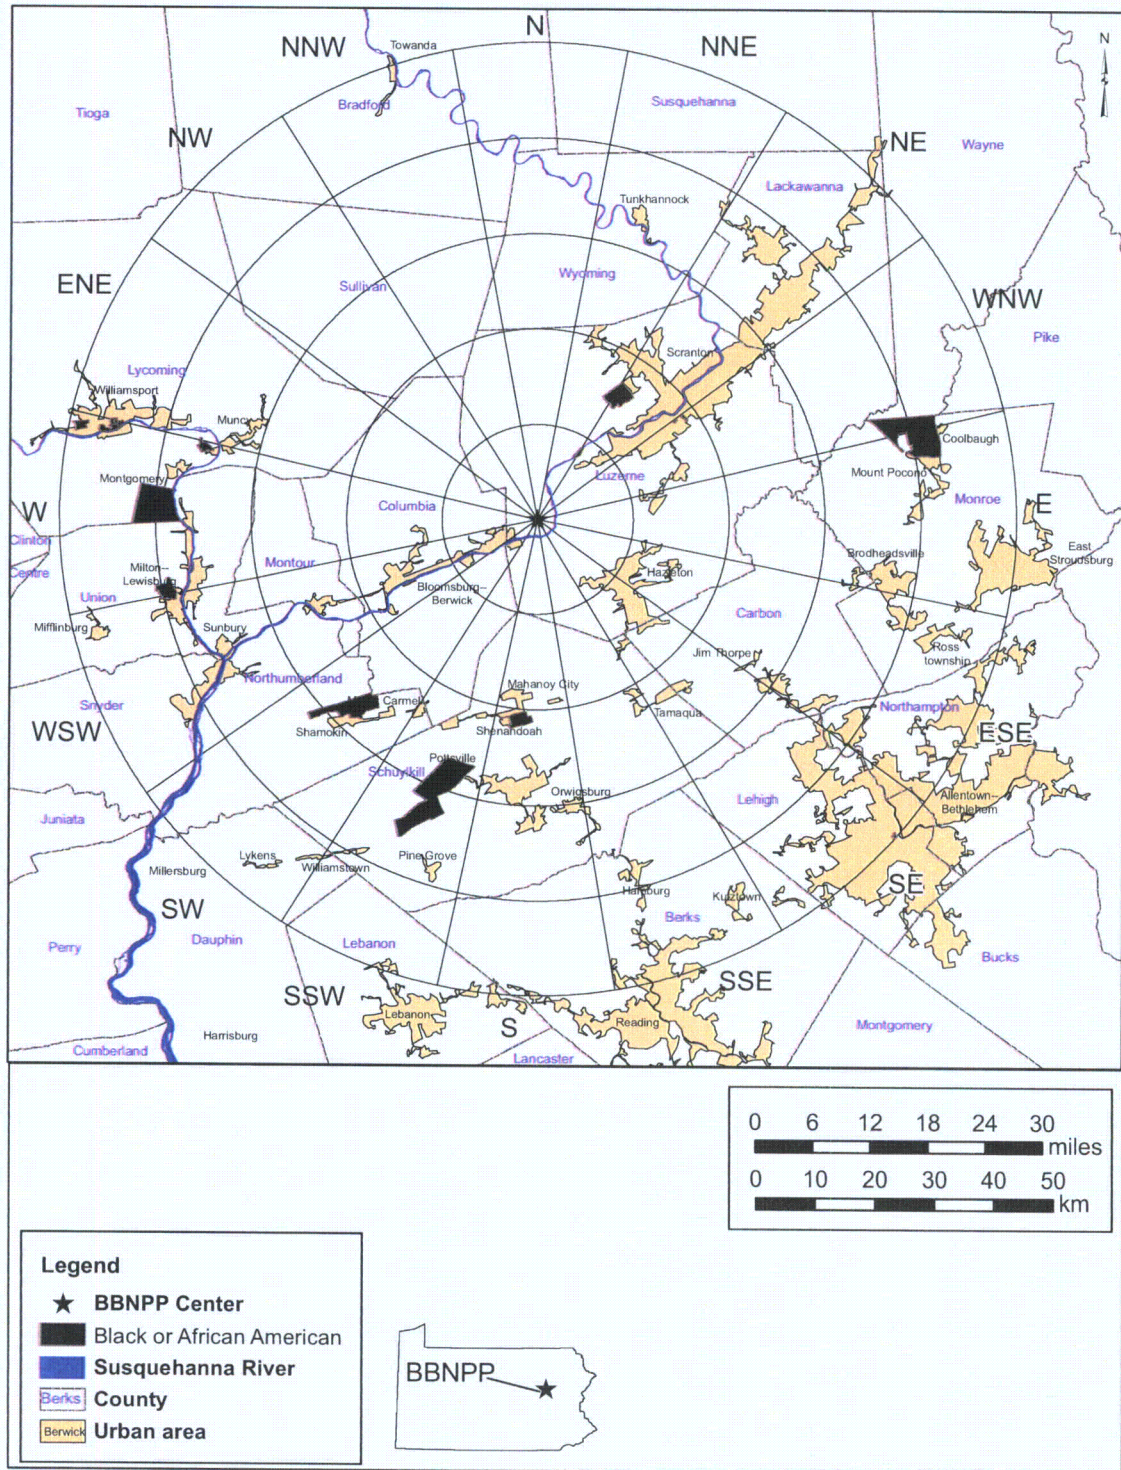 N
NNW
Towanda
NNE
N
Bradford
Susquehanna
Tioga
NW
NE
Wayne
Lackawanna
Tunkhannock
ENE
Sullivan
Wyoming
WNW
Pike
Lycoming
Scranton
Williamsport
Muncy
Coolbaugh
Montgomery
Mount Pocono
Luzerne
Monroe
W
Columbia
E
Clinton
Centre
Montour
Milton--
Lewisburg
Bloomsburg--
Berwick
Hazleton
Brodheadsville
East
Stroudsburg
Union
Mifflinburg
Sunbury
Carbon
Jim Thorpe
Ross
township
Northumberland
Mahanoy City
Snyder
Carmel
Tamaqua
Northampton
WSW
Shamokin
Shenandoah
ESE
Pottsville
Schuylkill
Orwigsburg
Lehigh
Allentown--
Bethlehem
Juniata
Lykens
Williamstown
Pine Grove
Millersburg
Hamburg
Kutztown
SE
SW
Berks
Perry
Dauphin
Lebanon
Bucks
SSW
SSE
Lebanon
S
Reading
Montgomery
Harrisburg
Cumberland
Lancaster
0 6 12 18 24 30
miles
0 10 20 30 40 50
km
Legend
BBNPP Center
Black or African American
Susquehanna River
Berks County
Berwick Urban area
BBNPP